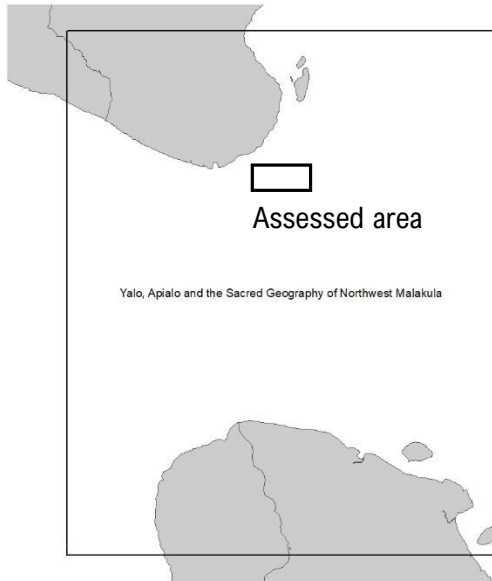 Assessed area
Yalo, Apialo and the Sacred Geography of Northwest Malakula